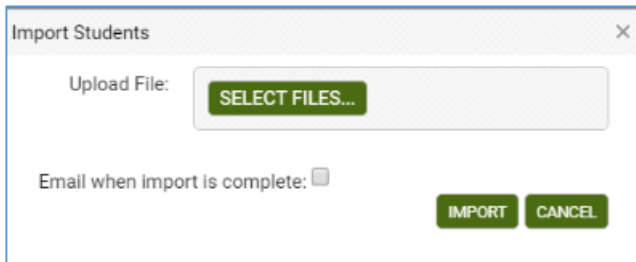 Import Students
Upload File:
SELECT FILES...
Email when import is complete:
IMPORT CANCEL